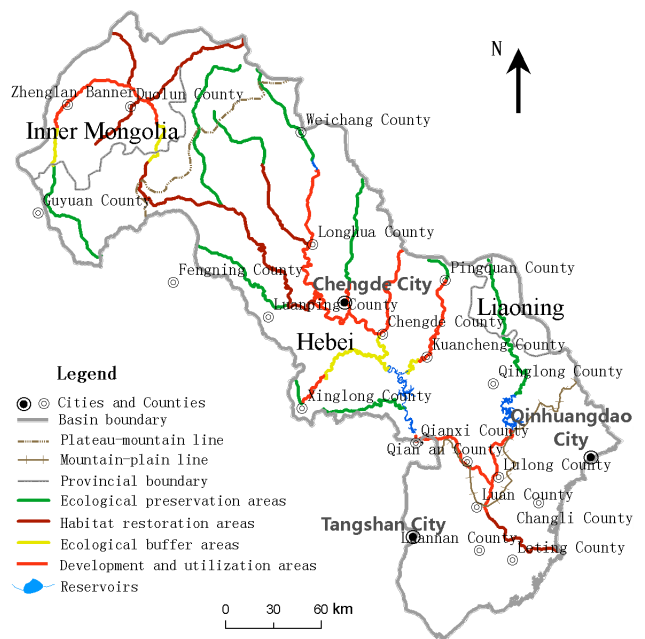 N
Zhenglan Banner
Duolun County
Inner Mongolia
Weichang County
Guyuan County
Longhua County
Fengning County
Chengde City
Pingquan County
Luanping County
Liaoning
Chengde County
Hebei
Kuancheng County
Qinglong County
Xinglong County
Qinhuangdao
City
Qianxi County
Qian'an County
Lulong County
Luan County
Changli County
Tangshan City
Luannan County
Leting County
Legend
Cities and Counties
Basin boundary
Plateau-mountain line
Mountain-plain line
Provincial boundary
Ecological preservation areas
Habitat restoration areas
Ecological buffer areas
Development and utilization areas
Reservoirs
0 30 60 km